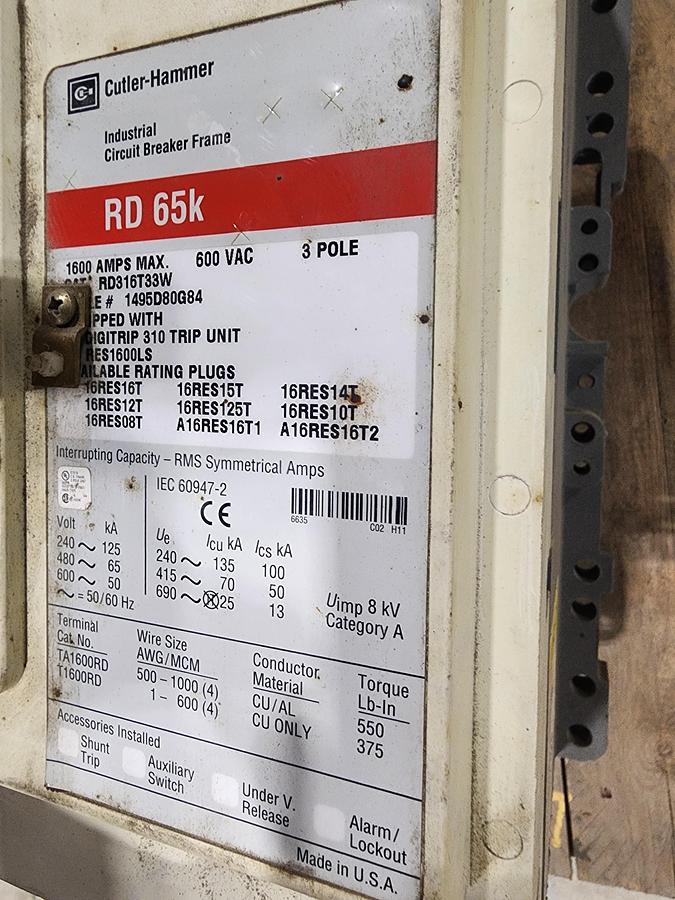 Cutler-Hammer
Industrial
Circuit Breaker Frame
RD 65k
1600 AMPS MAX. 600 VAC 3 POLE
RD316T33W
LE # 1495D80G84
IPPED WITH
DIGITRIP 310 TRIP UNIT
RES1600LS
AILABLE RATING PLUGS
16RES16T 16RES15T 16RES14T
16RES12T 16RES125T 16RES10T
16RES08T A16RES16T1 A16RES16T2
Interrupting Capacity – RMS Symmetrical Amps
IEC 60947-2
CE
6635 C02 H11
Volt kA
240 ~ 125
480 ~ 65
600 ~ 50
~ = 50/60 Hz
Ue Icu kA Ics kA
240 ~ 135 100
415 ~ 70 50
690 ~ 25 13
Uimp 8 kV
Category A
Terminal
Cat. No.
TA1600RD
T1600RD
Wire Size
AWG/MCM
500 – 1000 (4)
1 – 600 (4)
Conductor
Material
CU/AL
CU ONLY
Torque
Lb-In
550
375
Accessories Installed
Shunt
Trip
Auxiliary
Switch
Under V.
Release
Alarm/
Lockout
Made in U.S.A.